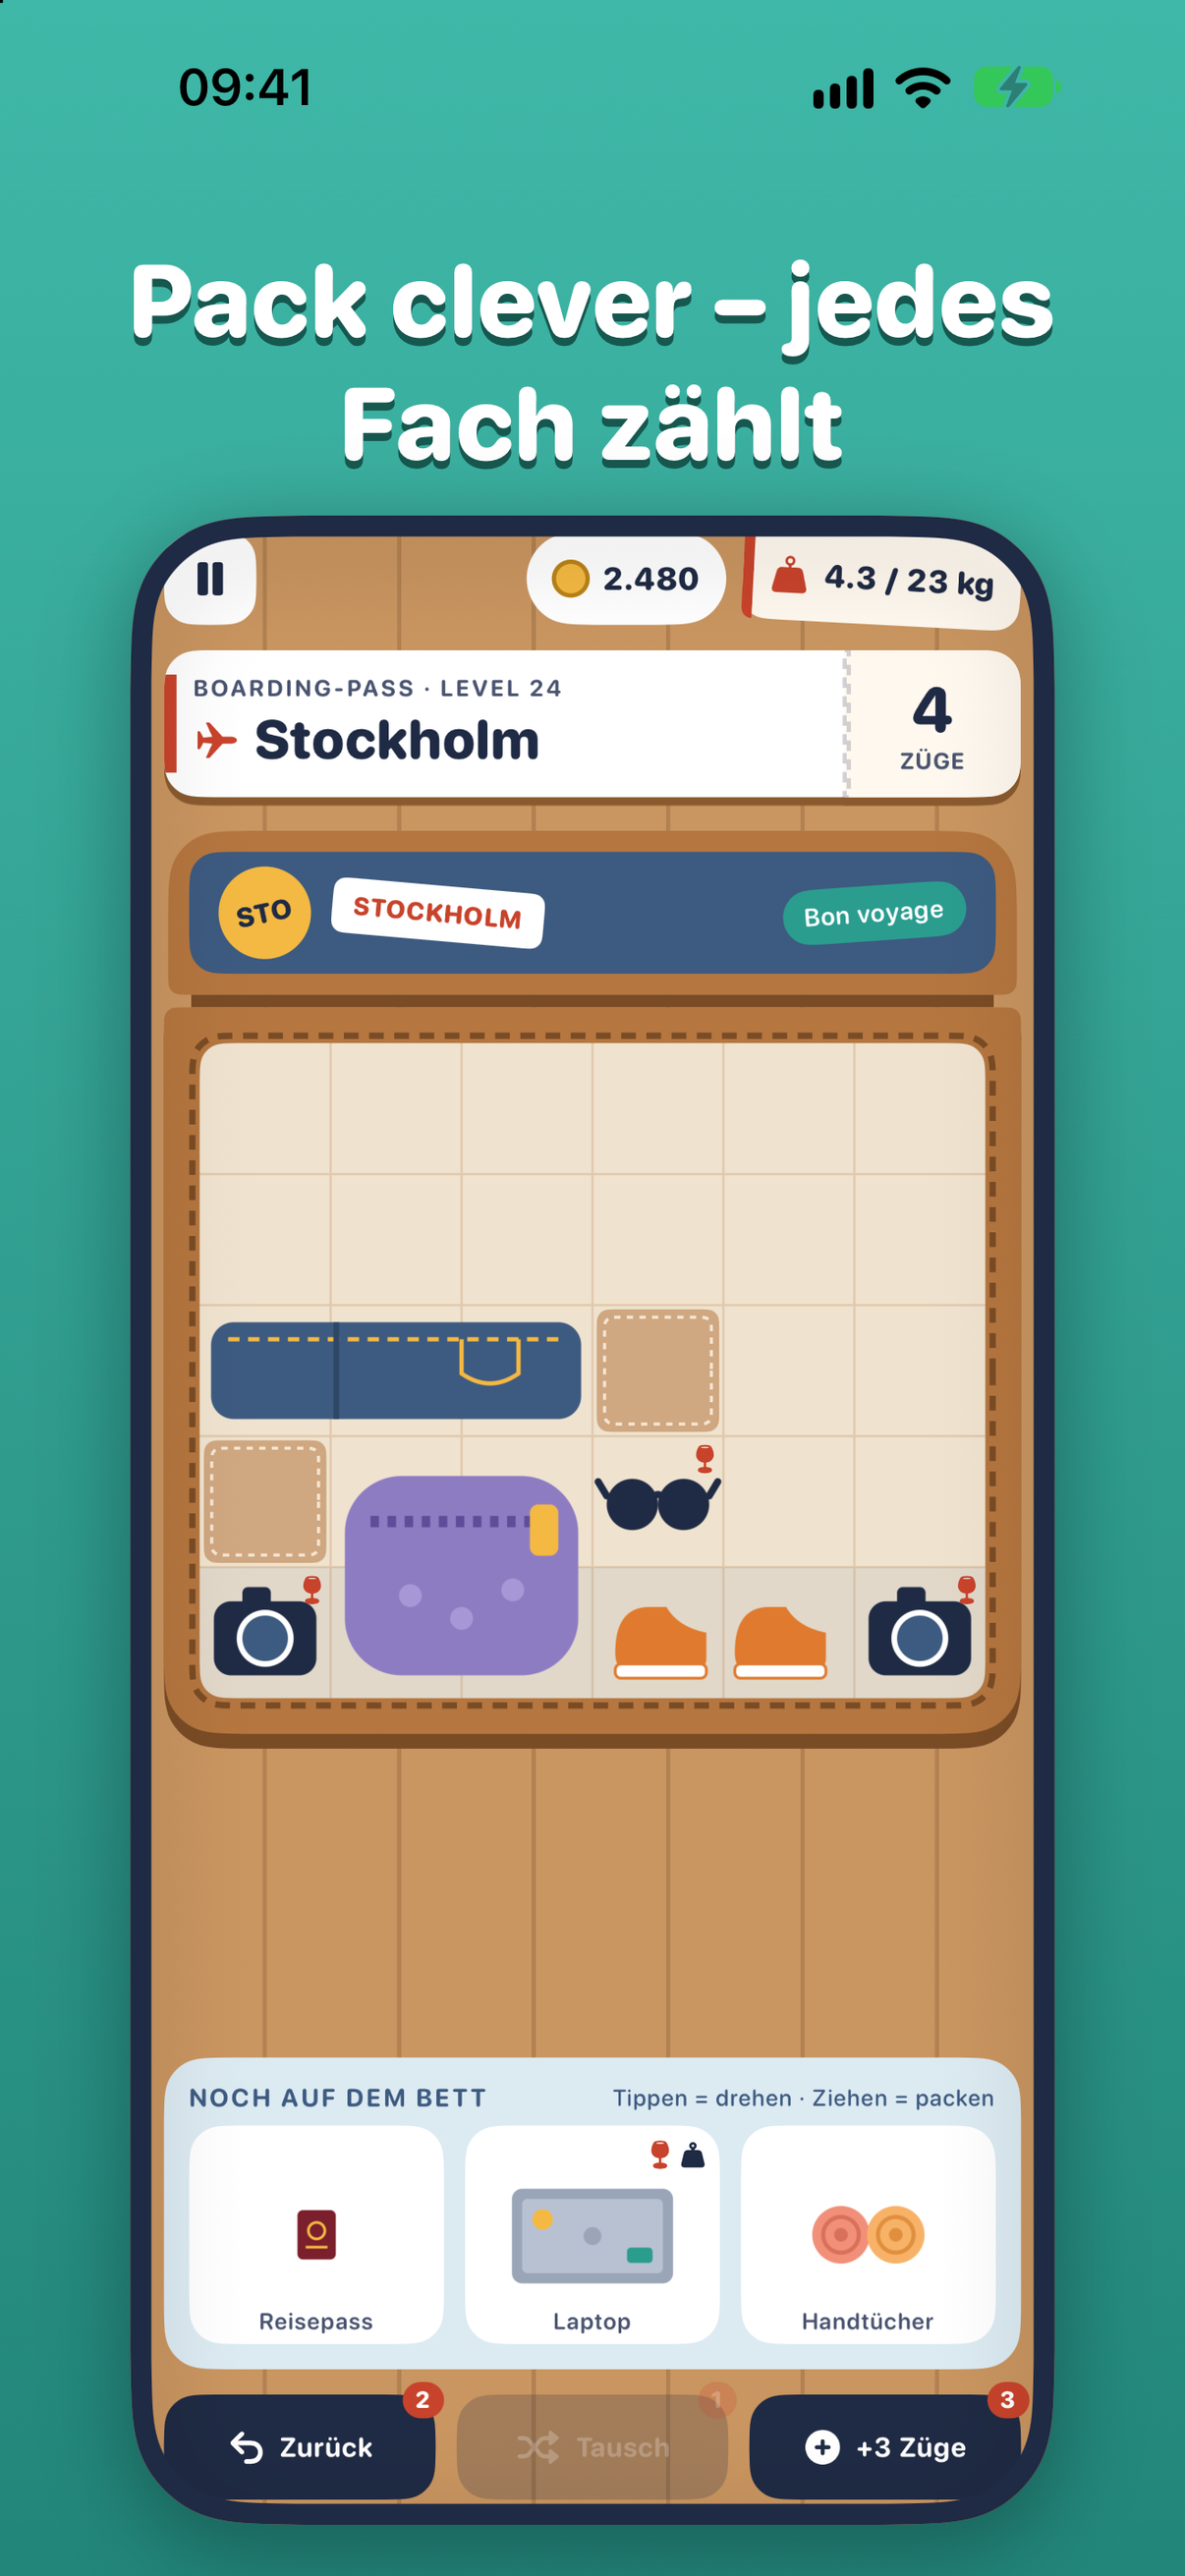 09:41
Pack clever – jedes
Fach zählt
2.480
4.3 / 23 kg
BOARDING-PASS · LEVEL 24
Stockholm
4
ZÜGE
STO
STOCKHOLM
Bon voyage
NOCH AUF DEM BETT
Tippen = drehen · Ziehen = packen
Reisepass
Laptop
Handtücher
2
Zurück
1
Tausch
3
+3 Züge